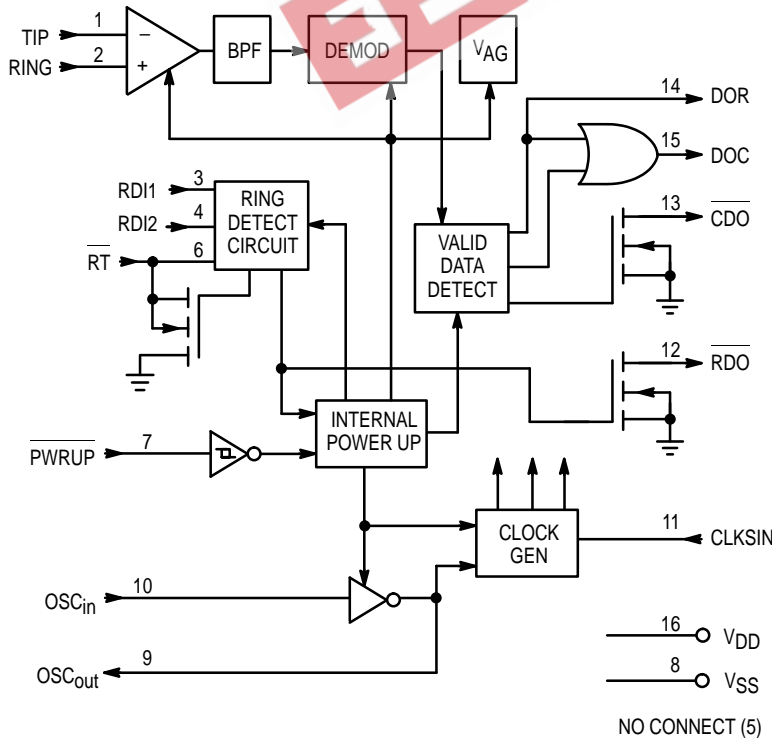 TIP 1 −
RING 2 +
BPF
DEMOD
VAG
14 DOR
15 DOC
13 CDO
RDI1 3
RDI2 4
RT 6
RING
DETECT
CIRCUIT
VALID
DATA
DETECT
12 RDO
INTERNAL
POWER UP
PWRUP 7
CLOCK
GEN
11 CLKSIN
OSCin 10
OSCout 9
16 VDD
8 VSS
NO CONNECT (5)